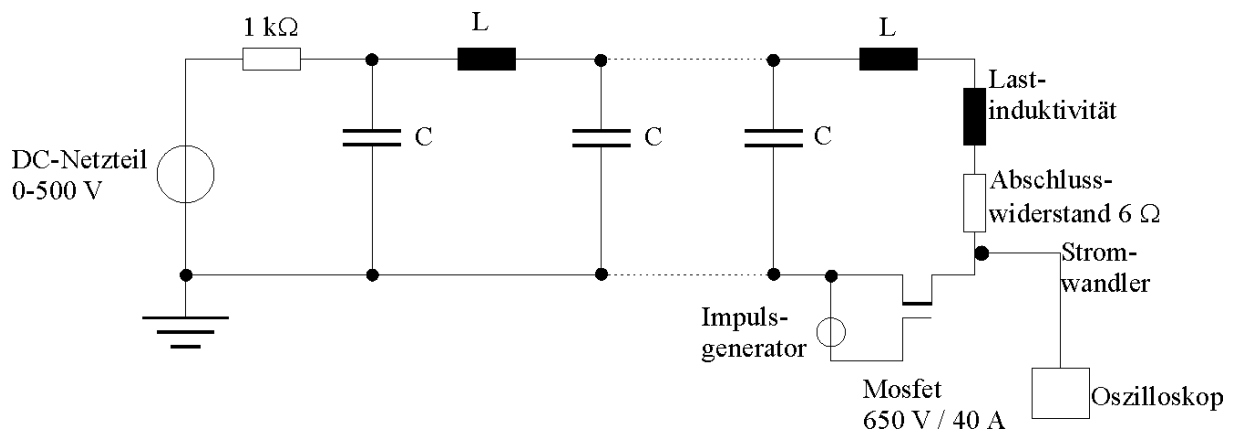 1 kΩ
L
L
Last-
induktivität
C
C
C
DC-Netzteil
0-500 V
Abschluss-
widerstand 6 Ω
Strom-
wandler
Impuls-
generator
Mosfet
650 V / 40 A
Oszilloskop